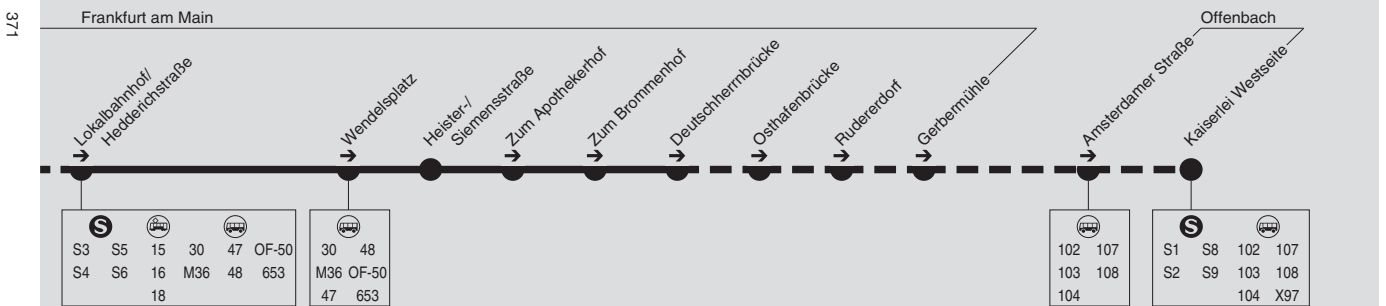 371
Frankfurt am Main
Offenbach
Lokalbahnhof/
Hedderichstraße
Wendelsplatz
Heister-/
Siemensstraße
Zum Apothekerhof
Zum Brommenhof
Deutschherrnbrücke
Osthafenbrücke
Rudererdorf
Gerbermühle
Amsterdamer Straße
Kaiserlei Westseite
S
S3 S5 15 30 47 OF-50
S4 S6 16 M36 48 653
18
30 48
M36 OF-50
47 653
102 107
103 108
104
S
S1 S8 102 107
S2 S9 103 108
104 X97